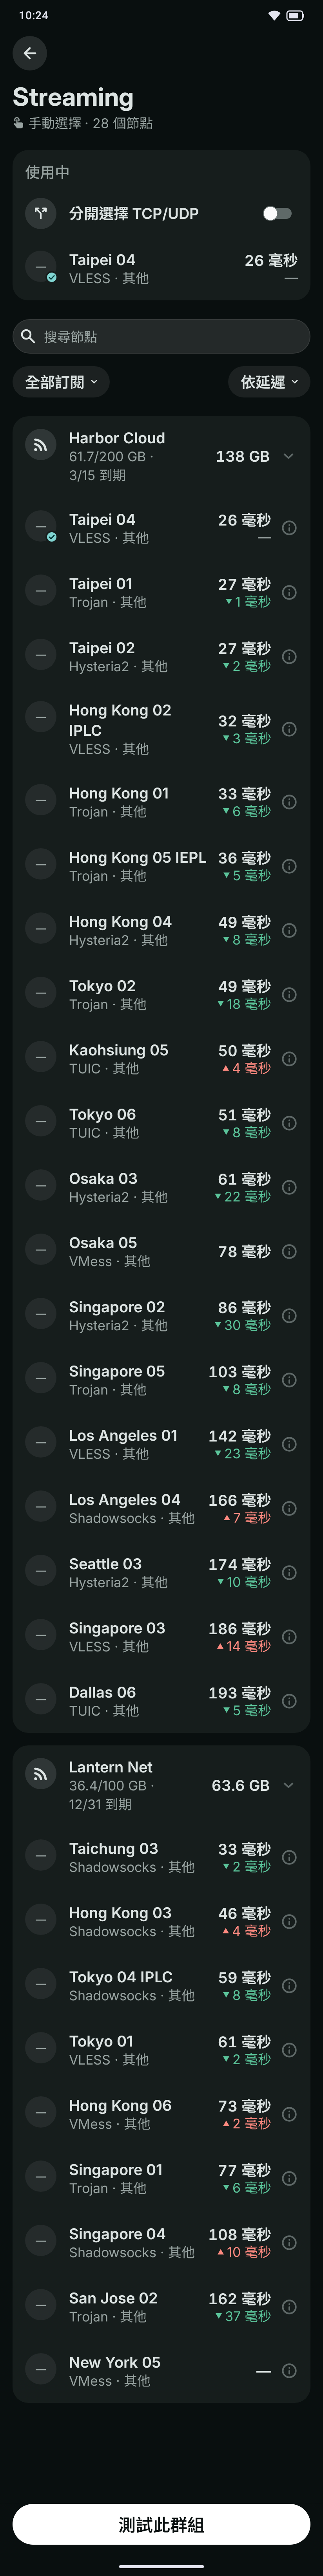 10:24
Streaming
手動選擇 · 28 個節點
使用中
分開選擇 TCP/UDP
Taipei 04
26 毫秒
VLESS · 其他
—
搜尋節點
全部訂閱
依延遲
Harbor Cloud
61.7/200 GB ·
3/15 到期
138 GB
Taipei 04
26 毫秒
VLESS · 其他
—
Taipei 01
27 毫秒
Trojan · 其他
▼1 毫秒
Taipei 02
27 毫秒
Hysteria2 · 其他
▼2 毫秒
Hong Kong 02
IPLC
32 毫秒
VLESS · 其他
▼3 毫秒
Hong Kong 01
33 毫秒
Trojan · 其他
▼6 毫秒
Hong Kong 05 IEPL
36 毫秒
Trojan · 其他
▼5 毫秒
Hong Kong 04
49 毫秒
Hysteria2 · 其他
▼8 毫秒
Tokyo 02
49 毫秒
Trojan · 其他
▼18 毫秒
Kaohsiung 05
50 毫秒
TUIC · 其他
▲4 毫秒
Tokyo 06
51 毫秒
TUIC · 其他
▼8 毫秒
Osaka 03
61 毫秒
Hysteria2 · 其他
▼22 毫秒
Osaka 05
78 毫秒
VMess · 其他
Singapore 02
86 毫秒
Hysteria2 · 其他
▼30 毫秒
Singapore 05
103 毫秒
Trojan · 其他
▼8 毫秒
Los Angeles 01
142 毫秒
VLESS · 其他
▼23 毫秒
Los Angeles 04
166 毫秒
Shadowsocks · 其他
▲7 毫秒
Seattle 03
174 毫秒
Hysteria2 · 其他
▼10 毫秒
Singapore 03
186 毫秒
VLESS · 其他
▲14 毫秒
Dallas 06
193 毫秒
TUIC · 其他
▼5 毫秒
Lantern Net
36.4/100 GB ·
12/31 到期
63.6 GB
Taichung 03
33 毫秒
Shadowsocks · 其他
▼2 毫秒
Hong Kong 03
46 毫秒
Shadowsocks · 其他
▲4 毫秒
Tokyo 04 IPLC
59 毫秒
Shadowsocks · 其他
▼8 毫秒
Tokyo 01
61 毫秒
VLESS · 其他
▼2 毫秒
Hong Kong 06
73 毫秒
VMess · 其他
▲2 毫秒
Singapore 01
77 毫秒
Trojan · 其他
▼6 毫秒
Singapore 04
108 毫秒
Shadowsocks · 其他
▲10 毫秒
San Jose 02
162 毫秒
Trojan · 其他
▼37 毫秒
New York 05
—
VMess · 其他
測試此群組